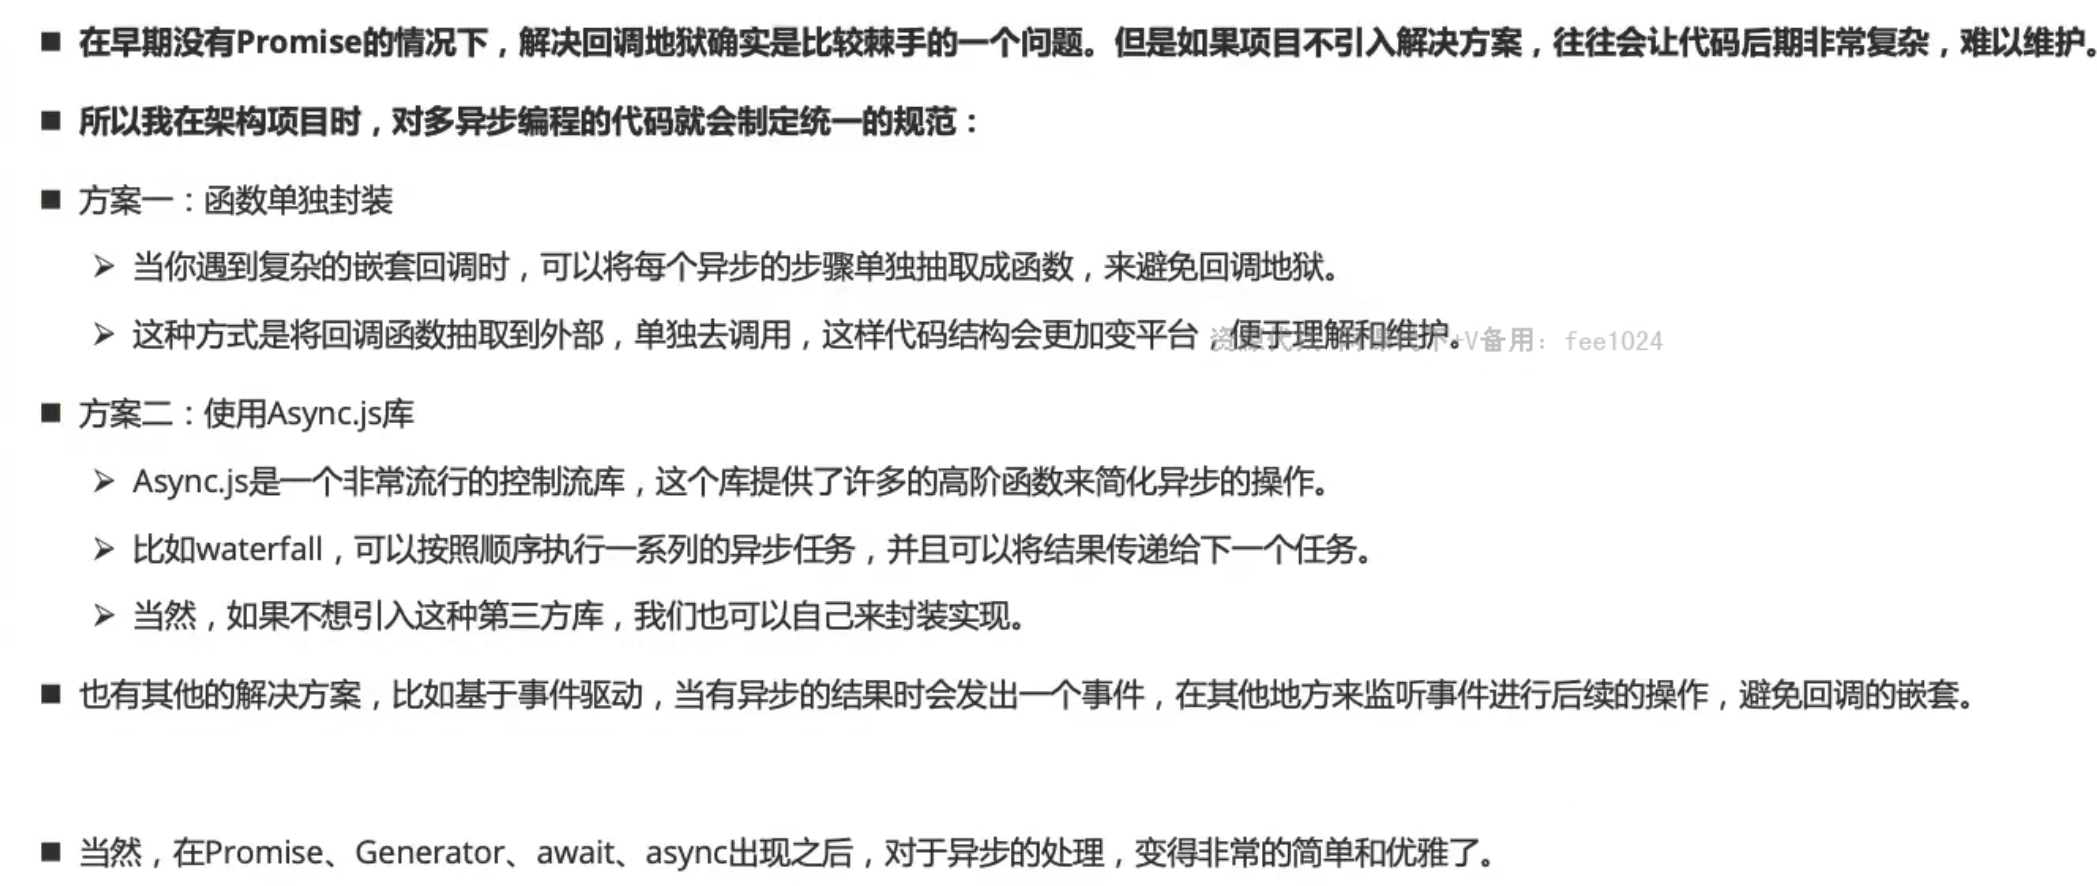 ■ 在早期没有Promise的情况下，解决回调地狱确实是比较棘手的一个问题。但是如果项目不引入解决方案，往往会让代码后期非常复杂，难以维护。
■ 所以我在架构项目时，对多异步编程的代码就会制定统一的规范：
■ 方案一：函数单独封装
➢ 当你遇到复杂的嵌套回调时，可以将每个异步的步骤单独抽取成函数，来避免回调地狱。
➢ 这种方式是将回调函数抽取到外部，单独去调用，这样代码结构会更加变平台，便于理解和维护。
+V备用：fee1024
■ 方案二：使用Async.js库
➢ Async.js是一个非常流行的控制流库，这个库提供了许多的高阶函数来简化异步的操作。
➢ 比如waterfall，可以按照顺序执行一系列的异步任务，并且可以将结果传递给下一个任务。
➢ 当然，如果不想引入这种第三方库，我们也可以自己来封装实现。
■ 也有其他的解决方案，比如基于事件驱动，当有异步的结果时会发出一个事件，在其他地方来监听事件进行后续的操作，避免回调的嵌套。
■ 当然，在Promise、Generator、await、async出现之后，对于异步的处理，变得非常的简单和优雅了。